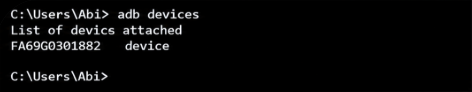 C:\Users\Abi> adb devices
List of devics attached
FA69G0301882 device
C:\Users\Abi>